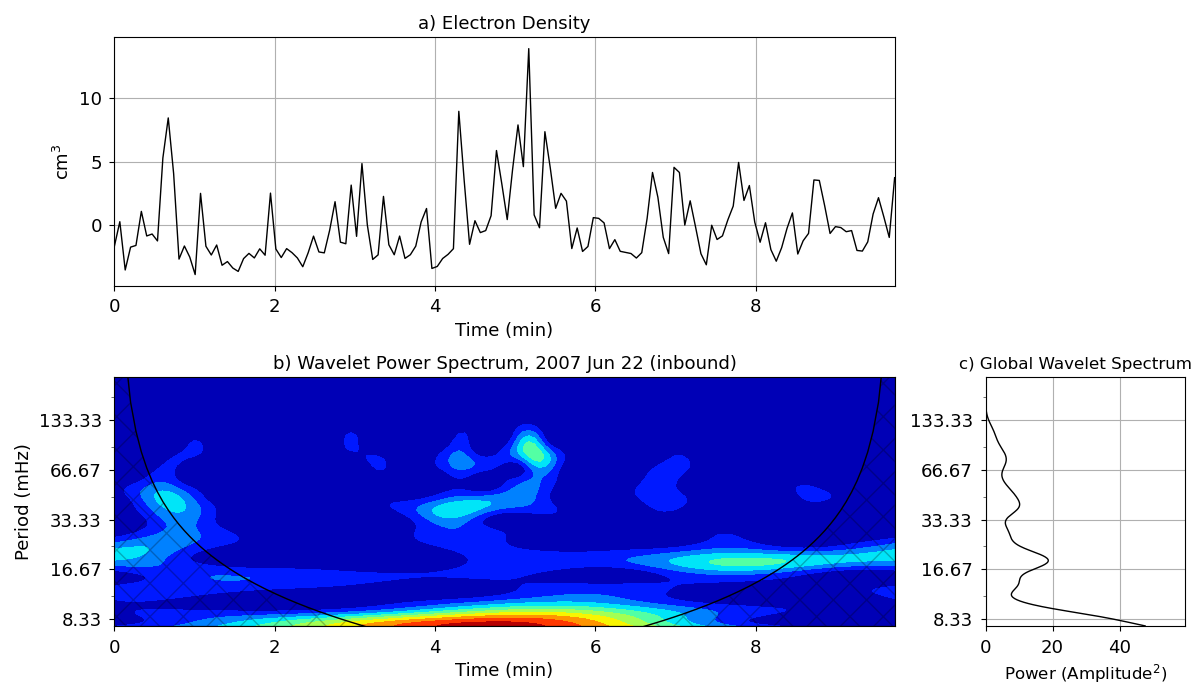 a) Electron Density
10
5
0
cm³
0 2 4 6 8
Time (min)
b) Wavelet Power Spectrum, 2007 Jun 22 (inbound)
133.33
66.67
33.33
16.67
8.33
Period (mHz)
0 2 4 6 8
Time (min)
c) Global Wavelet Spectrum
133.33
66.67
33.33
16.67
8.33
0 20 40
Power (Amplitude²)